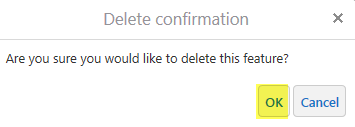 Delete confirmation ×
Are you sure you would like to delete this feature?
OK Cancel